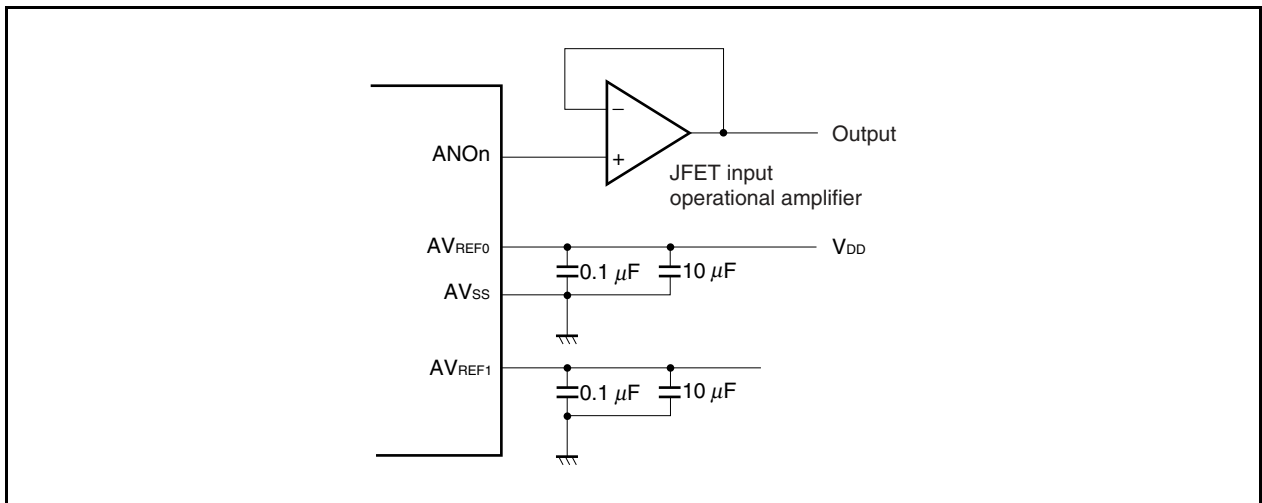 −
ANOn
+
Output
JFET input
operational amplifier
AVREF0
VDD
0.1 μF
10 μF
AVSS
AVREF1
0.1 μF
10 μF